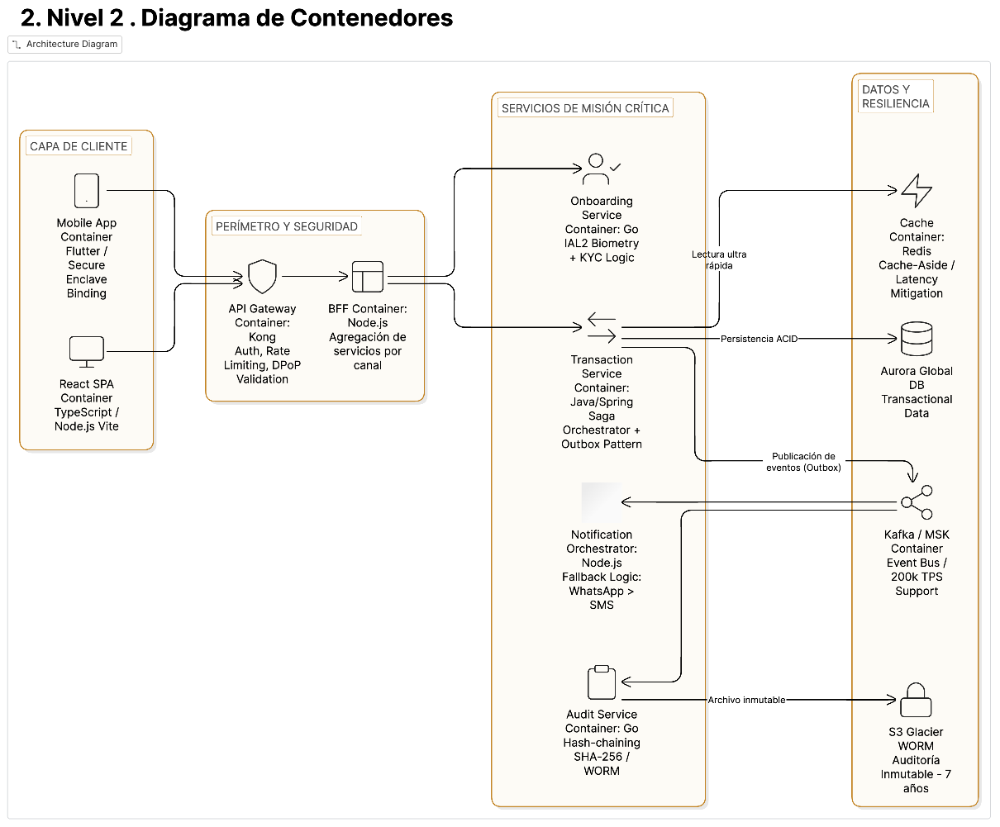 2. Nivel 2 . Diagrama de Contenedores
Architecture Diagram
CAPA DE CLIENTE
Mobile App
Container
Flutter /
Secure
Enclave
Binding
React SPA
Container
TypeScript /
Node.js Vite
PERÍMETRO Y SEGURIDAD
API Gateway
Container:
Kong
Auth, Rate
Limiting, DPoP
Validation
BFF Container:
Node.js
Agregación de
servicios por
canal
SERVICIOS DE MISIÓN CRÍTICA
Onboarding
Service
Container: Go
IAL2 Biometry
+ KYC Logic
Transaction
Service
Container:
Java/Spring
Saga
Orchestrator +
Outbox Pattern
Notification
Orchestrator:
Node.js
Fallback Logic:
WhatsApp >
SMS
Audit Service
Container: Go
Hash-chaining
SHA-256 /
WORM
Lectura ultra
rápida
Persistencia ACID
Publicación de
eventos (Outbox)
Archivo inmutable
DATOS Y
RESILIENCIA
Cache
Container:
Redis
Cache-Aside /
Latency
Mitigation
Aurora Global
DB
Transactional
Data
Kafka / MSK
Container
Event Bus /
200k TPS
Support
S3 Glacier
WORM
Auditoría
Inmutable - 7
años